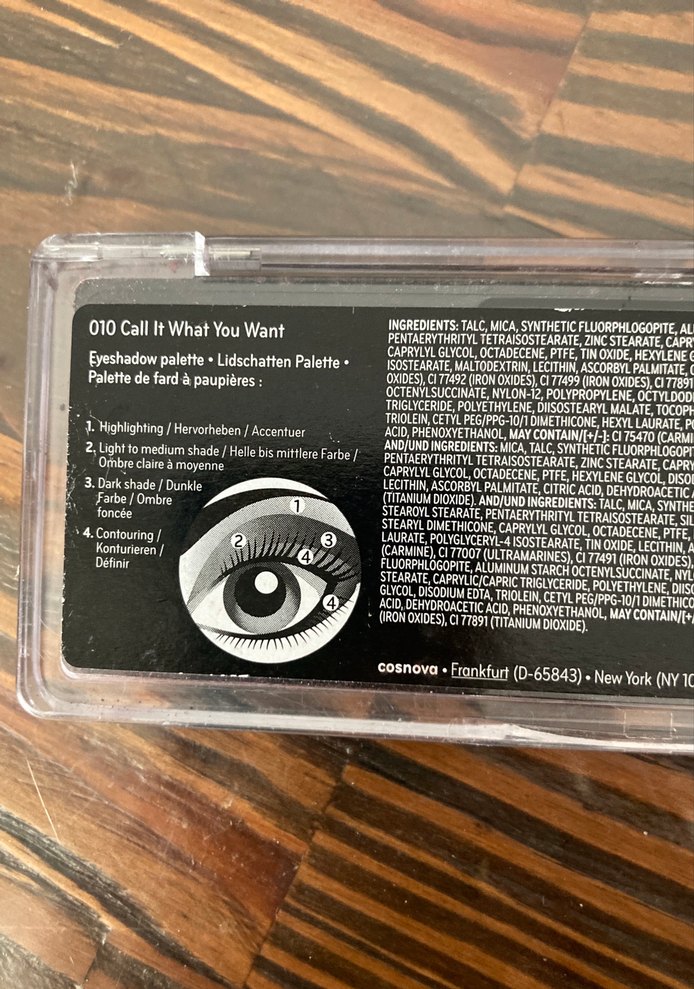 010 Call It What You Want
Eyeshadow palette • Lidschatten Palette •
Palette de fard à paupières :
1. Highlighting / Hervorheben / Accentuer
2. Light to medium shade / Helle bis mittlere Farbe /
Ombre claire à moyenne
3. Dark shade / Dunkle
Farbe / Ombre
foncée
4. Contouring /
Konturieren /
Définir
1
2
3
4
4
INGREDIENTS: TALC, MICA, SYNTHETIC FLUORPHLOGOPITE,
PENTAERYTHRITYL TETRAISOSTEARATE, ZINC STEARATE,
CAPRYLYL GLYCOL, OCTADECENE, PTFE, TIN OXIDE, HEXYLENE
ISOSTEARATE, MALTODEXTRIN, LECITHIN, ASCORBYL PALMITATE,
OXIDES), CI 77492 (IRON OXIDES), CI 77499 (IRON OXIDES), CI 77891
OCTENYLSUCCINATE, NYLON-12, POLYPROPYLENE,
TRIGLYCERIDE, POLYETHYLENE, DIISOSTEARYL MALATE,
TRIOLEIN, CETYL PEG/PPG-10/1 DIMETHICONE, HEXYL LAURATE,
ACID, PHENOXYETHANOL, MAY CONTAIN/[+/-]: CI 75470
AND/UND INGREDIENTS: MICA, TALC, SYNTHETIC
PENTAERYTHRITYL TETRAISOSTEARATE, ZINC STEARATE,
CAPRYLYL GLYCOL, OCTADECENE, PTFE, HEXYLENE GLYCOL,
LECITHIN, ASCORBYL PALMITATE, CITRIC ACID, DEHYDROACETIC
(TITANIUM DIOXIDE). AND/UND INGREDIENTS: TALC, MICA,
STEAROYL STEARATE, PENTAERYTHRITYL TETRAISOSTEARATE,
STEARYL DIMETHICONE, CAPRYLYL GLYCOL, OCTADECENE, PTFE,
LAURATE, POLYGLYCERYL-4 ISOSTEARATE, TIN OXIDE, LECITHIN,
(CARMINE), CI 77007 (ULTRAMARINES), CI 77491 (IRON OXIDES),
FLUORPHLOGOPITE, ALUMINUM STARCH OCTENYLSUCCINATE,
STEARATE, CAPRYLIC/CAPRIC TRIGLYCERIDE, POLYETHYLENE,
GLYCOL, DISODIUM EDTA, TRIOLEIN, CETYL PEG/PPG-10/1
ACID, DEHYDROACETIC ACID, PHENOXYETHANOL, MAY CONTAIN/[+/
(IRON OXIDES), CI 77891 (TITANIUM DIOXIDE).
cosnova • Frankfurt (D-65843) • New York (NY 10